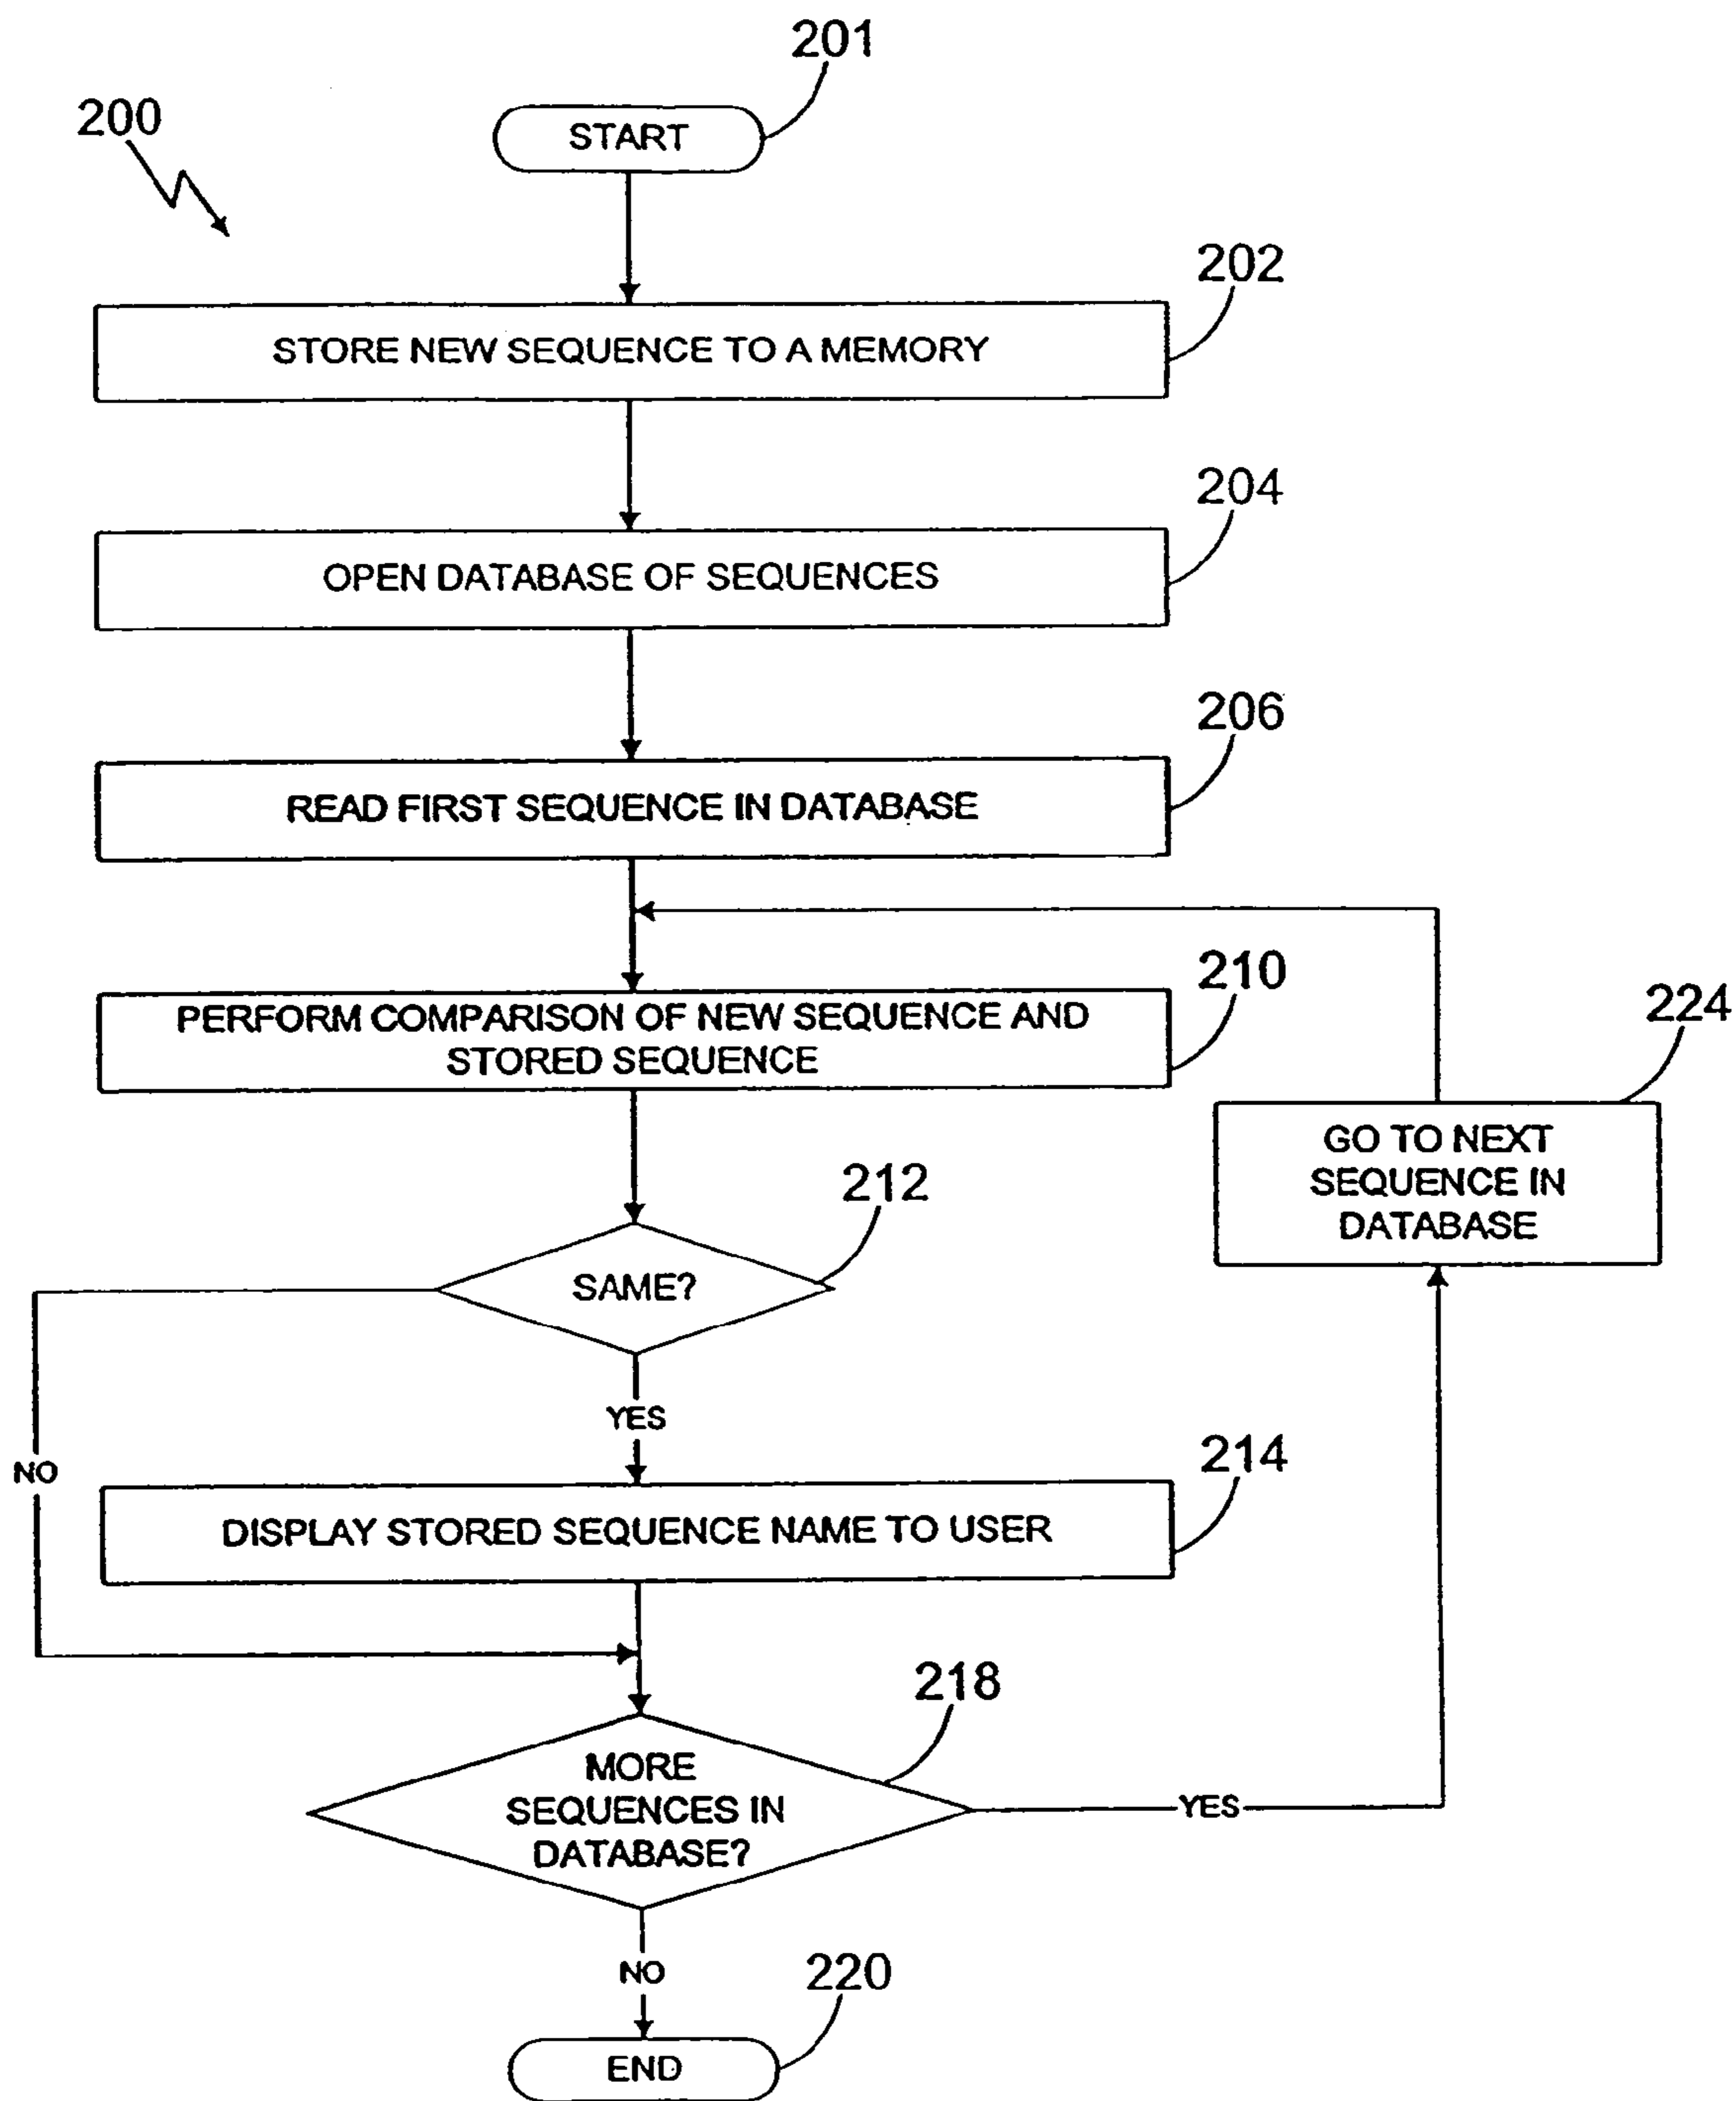 201
200
START
202
STORE NEW SEQUENCE TO A MEMORY
204
OPEN DATABASE OF SEQUENCES
206
READ FIRST SEQUENCE IN DATABASE
210
PERFORM COMPARISON OF NEW SEQUENCE AND
STORED SEQUENCE
224
GO TO NEXT
SEQUENCE IN
DATABASE
212
SAME?
YES
NO
214
DISPLAY STORED SEQUENCE NAME TO USER
218
MORE
SEQUENCES IN
DATABASE?
YES
NO
220
END